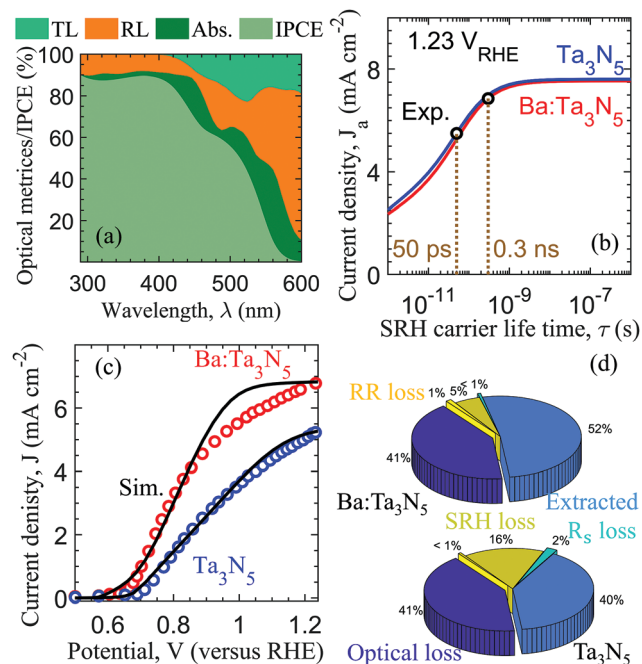 TL RL Abs. IPCE
Optical metrices/IPCE (%)
100
80
60
40
20
(a)
300 400 500 600
Wavelength, λ (nm)
Current density, Jₐ (mA cm⁻²)
9
6
3
0
1.23 V_RHE
Ta₃N₅
Exp.
Ba:Ta₃N₅
50 ps
0.3 ns
(b)
10⁻¹¹ 10⁻⁹ 10⁻⁷
SRH carrier life time, τ (s)
Current denisty, J (mA cm⁻²)
6
4
2
0
(c)
Ba:Ta₃N₅
Sim.
Ta₃N₅
0.6 0.8 1 1.2
Potential, V (versus RHE)
(d)
RR loss
1%
5%
< 1%
52%
41%
Ba:Ta₃N₅
Extracted
SRH loss
Rₛ loss
< 1%
16%
2%
41%
40%
Optical loss
Ta₃N₅